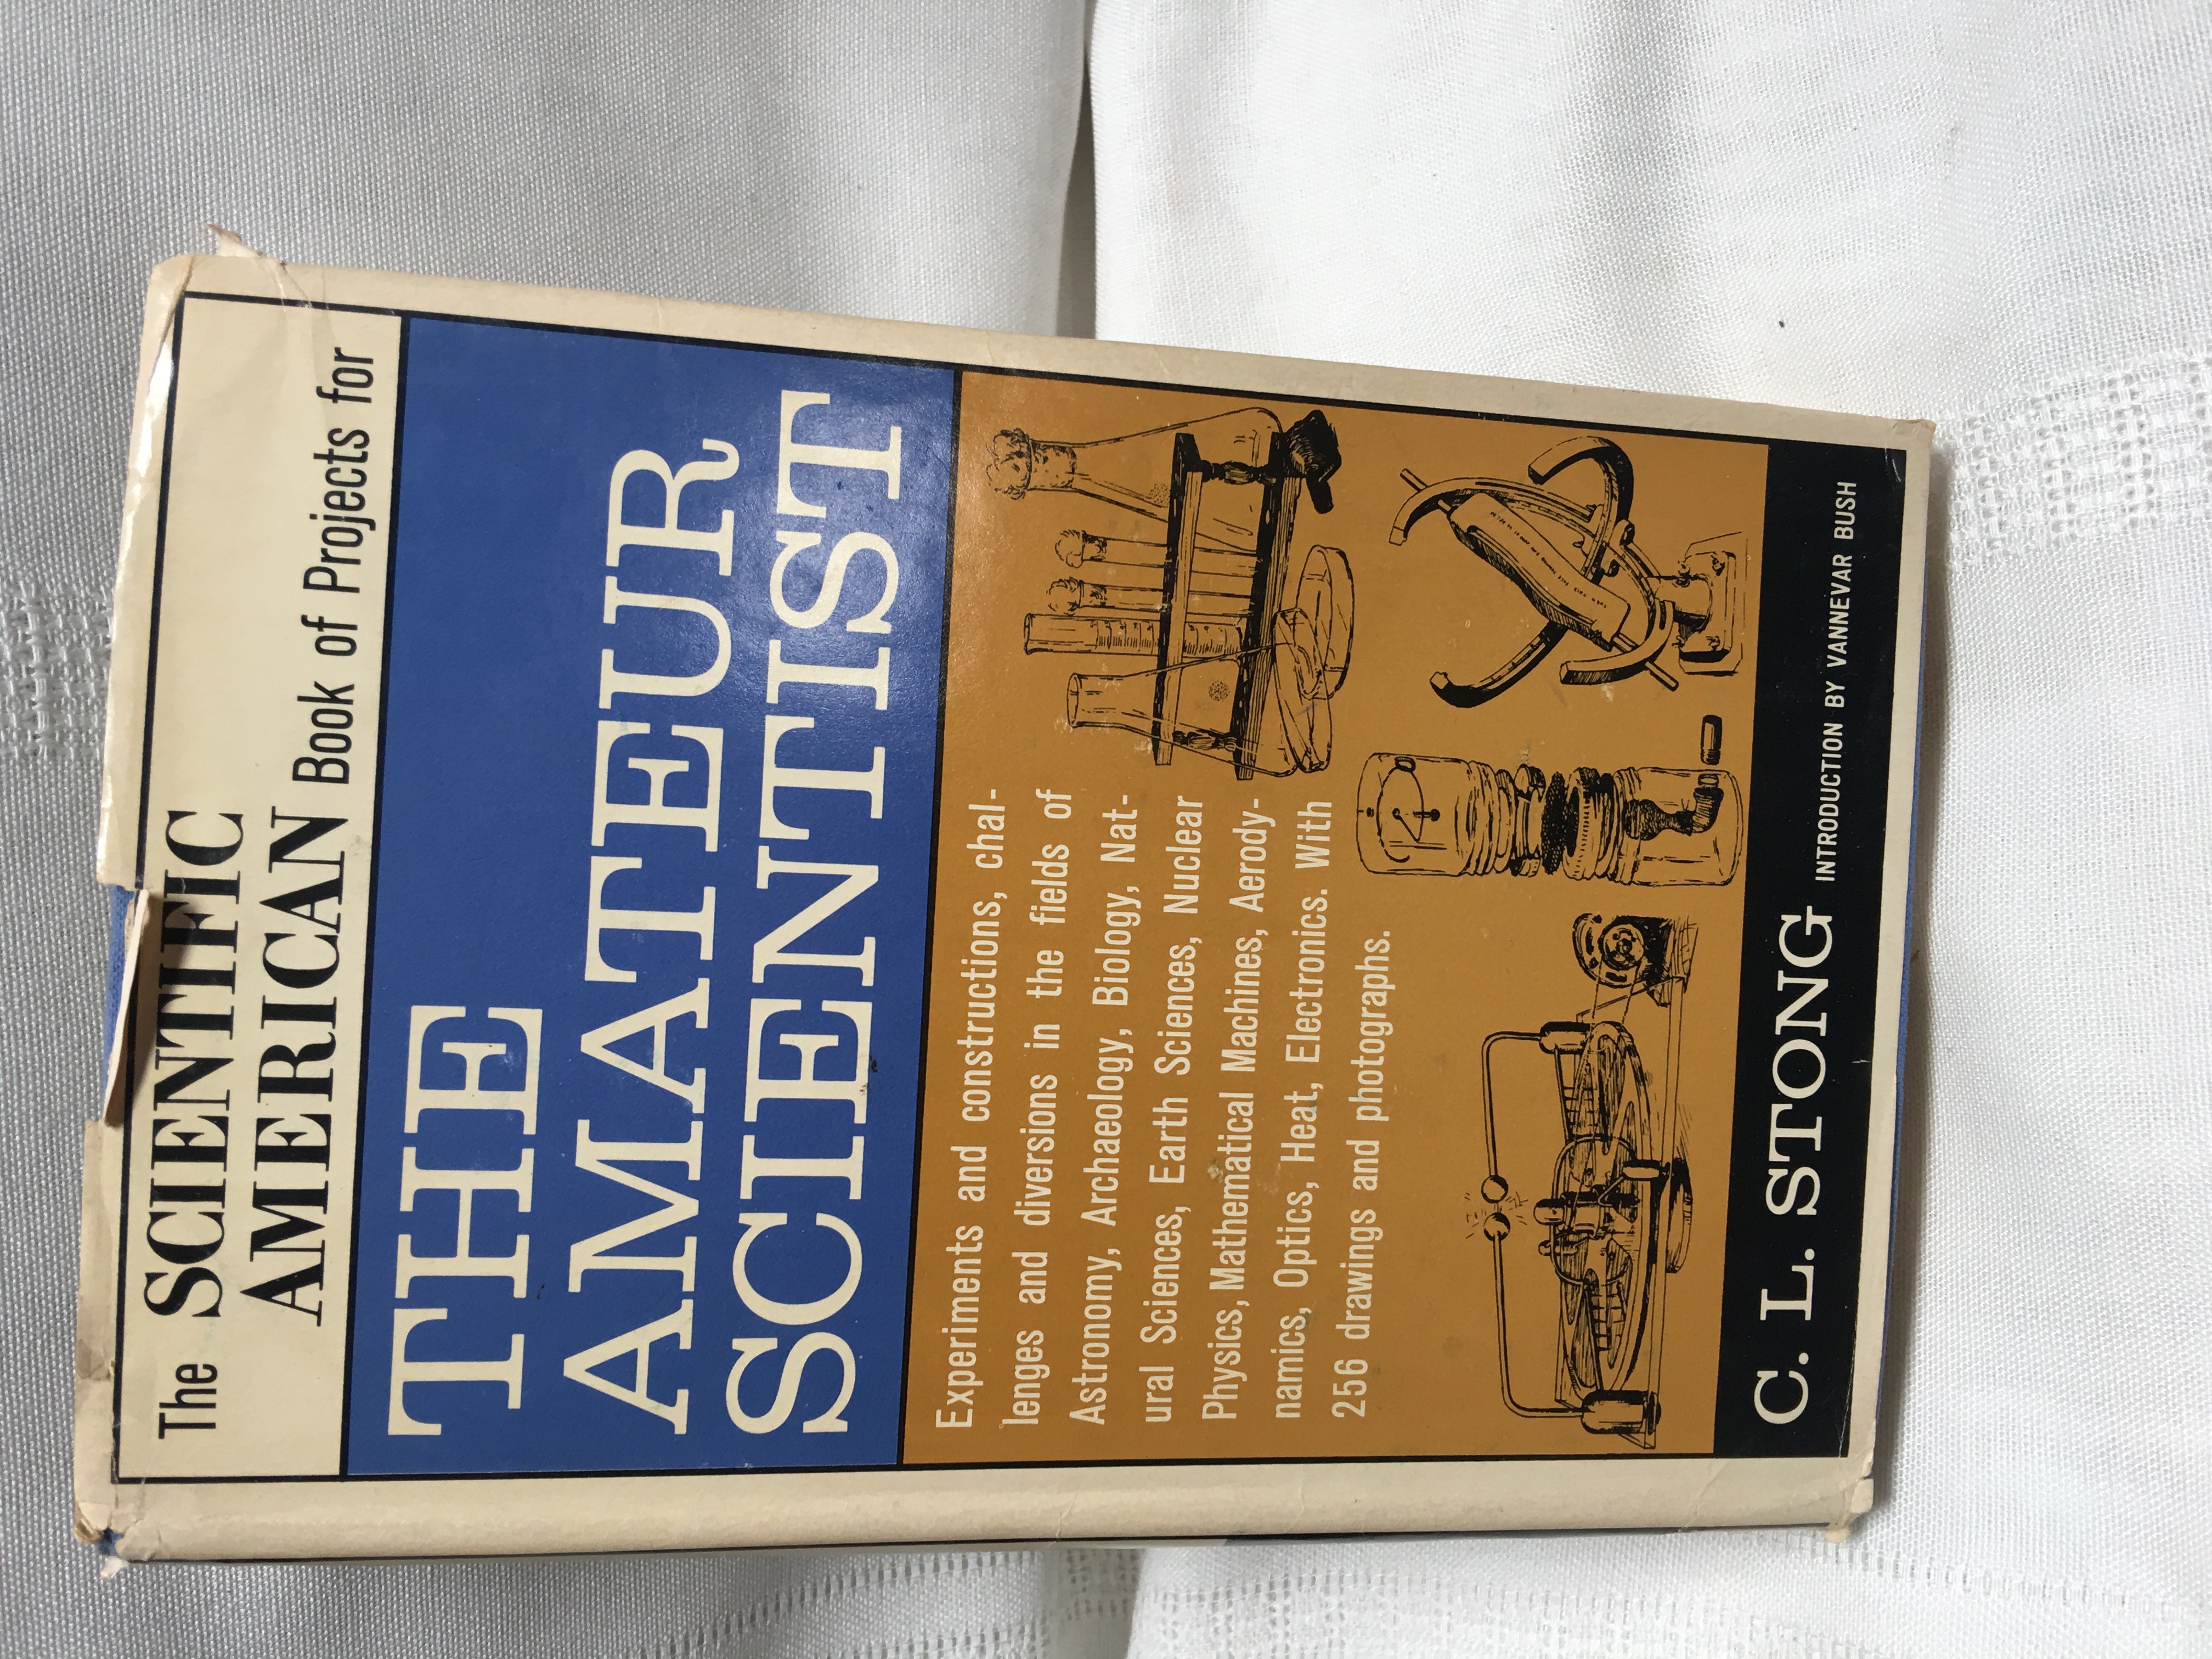 The SCIENTIFIC
AMERICAN Book of Projects for
THE
AMATEUR
SCIENTIST
Experiments and constructions, chal-
lenges and diversions in the fields of
Astronomy, Archaeology, Biology, Nat-
ural Sciences, Earth Sciences, Nuclear
Physics, Mathematical Machines, Aerody-
namics, Optics, Heat, Electronics. With
256 drawings and photographs.
C. L. STONG INTRODUCTION BY VANNEVAR BUSH